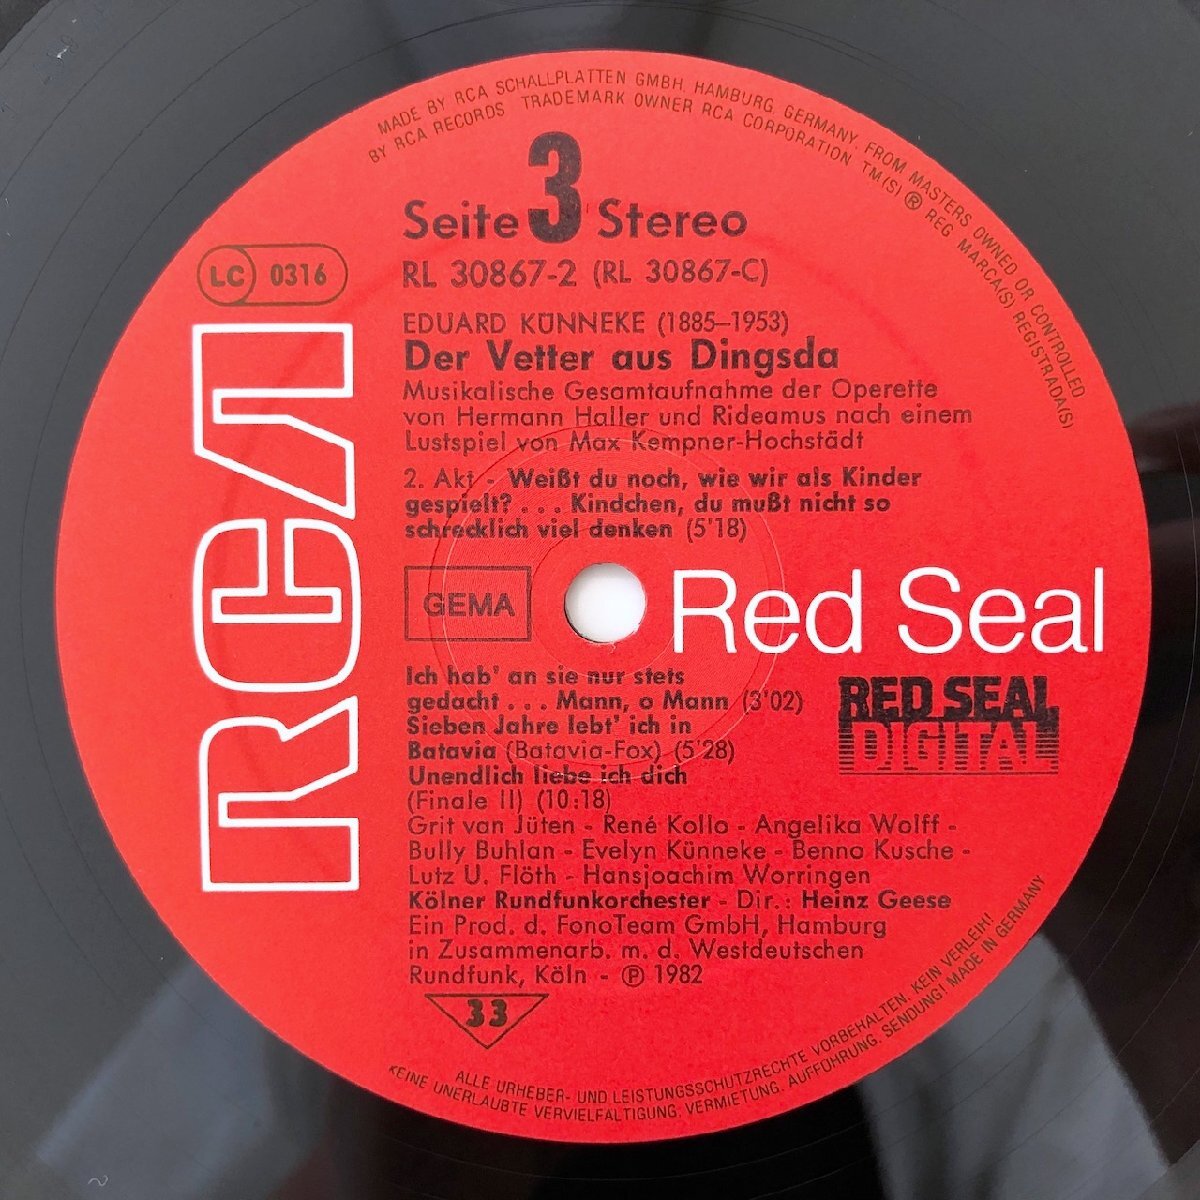 MADE BY RCA SCHALLPLATTEN GMBH, HAMBURG, GERMANY, FROM MASTERS OWNED OR CONTROLLED
BY RCA RECORDS TRADEMARK OWNER RCA CORPORATION TM(S) ® REG. MARCA(S) REGISTRADA(S)
Seite 3 Stereo
RL 30867-2 (RL 30867-C)
LC 0316
RCA
EDUARD KÜNNEKE (1885–1953)
Der Vetter aus Dingsda
Musikalische Gesamtaufnahme der Operette
von Hermann Haller und Rideamus nach einem
Lustspiel von Max Kempner-Hochstädt
2. Akt - Weißt du noch, wie wir als Kinder
gespielt? . . . Kindchen, du mußt nicht so
schrecklich viel denken (5'18)
GEMA
Red Seal
RED SEAL
DIGITAL
Ich hab' an sie nur stets
gedacht . . . Mann, o Mann (3'02)
Sieben Jahre lebt' ich in
Batavia (Batavia-Fox) (5'28)
Unendlich liebe ich dich
(Finale II) (10:18)
Grit van Jüten - René Kollo - Angelika Wolff -
Bully Buhlan - Evelyn Künneke - Benno Kusche -
Lutz U. Flöth - Hansjoachim Worringen
Kölner Rundfunkorchester - Dir.: Heinz Geese
Ein Prod. d. FonoTeam GmbH, Hamburg
in Zusammenarb. m. d. Westdeutschen
Rundfunk, Köln - ℗ 1982
33
ALLE URHEBER- UND LEISTUNGSSCHUTZRECHTE VORBEHALTEN. KEIN VERLEIH!
KEINE UNERLAUBTE VERVIELFÄLTIGUNG, VERMIETUNG, AUFFÜHRUNG, SENDUNG! MADE IN GERMANY